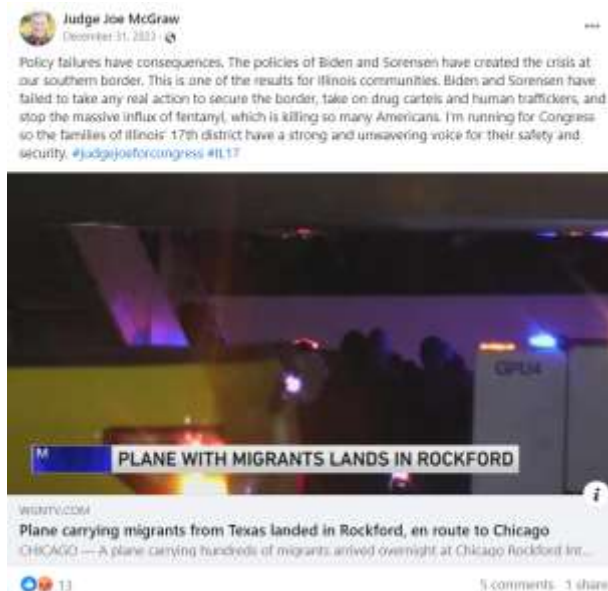 Judge Joe McGraw
December 31, 2023 ·
Policy failures have consequences. The policies of Biden and Sorensen have created the crisis at
our southern border. This is one of the results for Illinois communities. Biden and Sorensen have
failed to take any real action to secure the border, take on drug cartels and human traffickers, and
stop the massive influx of fentanyl, which is killing so many Americans. I'm running for Congress
so the families of Illinois' 17th district have a strong and unwavering voice for their safety and
security. #judgejoeforcongress #IL17
GPU4
M
PLANE WITH MIGRANTS LANDS IN ROCKFORD
i
WGNTV.COM
Plane carrying migrants from Texas landed in Rockford, en route to Chicago
CHICAGO — A plane carrying hundreds of migrants arrived overnight at Chicago Rockford Int...
13
5 comments 1 share